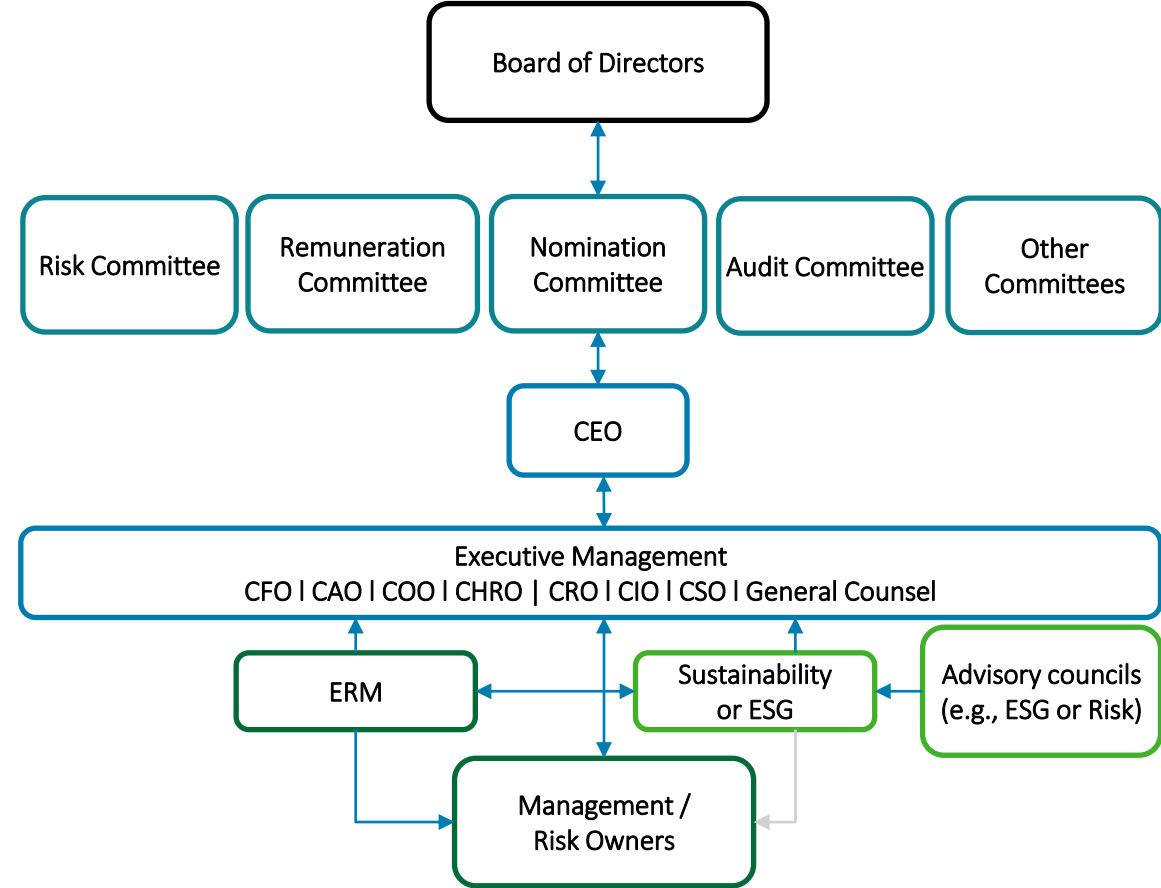 Board of Directors
Risk Committee
Remuneration
Committee
Nomination
Committee
Audit Committee
Other
Committees
CEO
Executive Management
CFO l CAO l COO l CHRO | CRO l CIO l CSO l General Counsel
ERM
Sustainability
or ESG
Advisory councils
(e.g., ESG or Risk)
Management /
Risk Owners